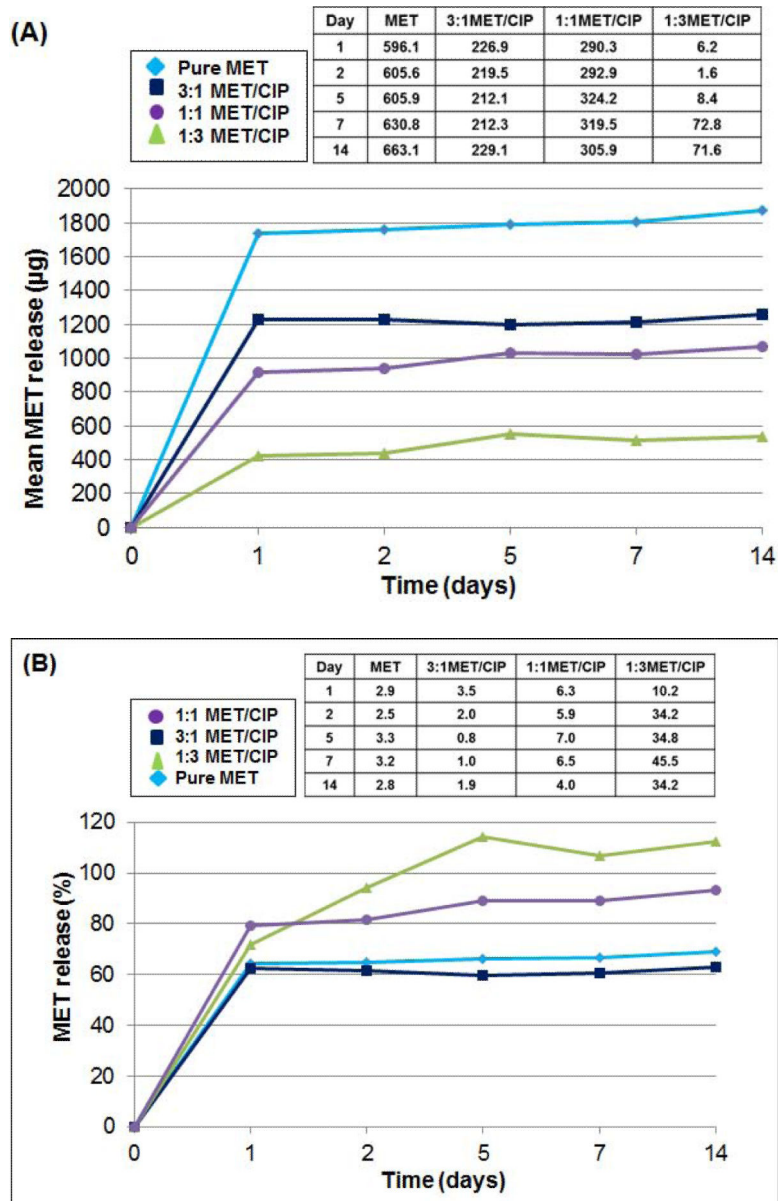 (A)
Day MET 3:1MET/CIP 1:1MET/CIP 1:3MET/CIP
1 596.1 226.9 290.3 6.2
2 605.6 219.5 292.9 1.6
5 605.9 212.1 324.2 8.4
7 630.8 212.3 319.5 72.8
14 663.1 229.1 305.9 71.6
Pure MET
3:1 MET/CIP
1:1 MET/CIP
1:3 MET/CIP
Mean MET release (µg)
2000
1800
1600
1400
1200
1000
800
600
400
200
0
0 1 2 5 7 14
Time (days)
(B)
Day MET 3:1MET/CIP 1:1MET/CIP 1:3MET/CIP
1 2.9 3.5 6.3 10.2
2 2.5 2.0 5.9 34.2
5 3.3 0.8 7.0 34.8
7 3.2 1.0 6.5 45.5
14 2.8 1.9 4.0 34.2
1:1 MET/CIP
3:1 MET/CIP
1:3 MET/CIP
Pure MET
MET release (%)
120
100
80
60
40
20
0
0 1 2 5 7 14
Time (days)